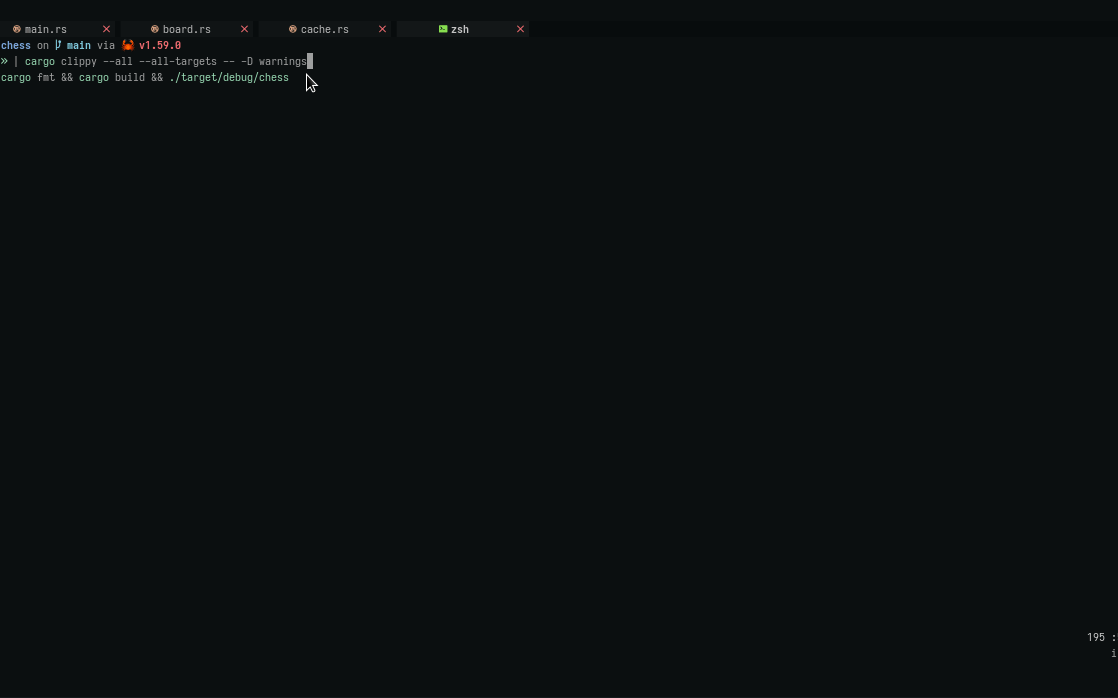 main.rs board.rs cache.rs zsh
chess on main via 🦀 v1.59.0
» | cargo clippy --all --all-targets -- -D warnings
cargo fmt && cargo build && ./target/debug/chess
195 :
i